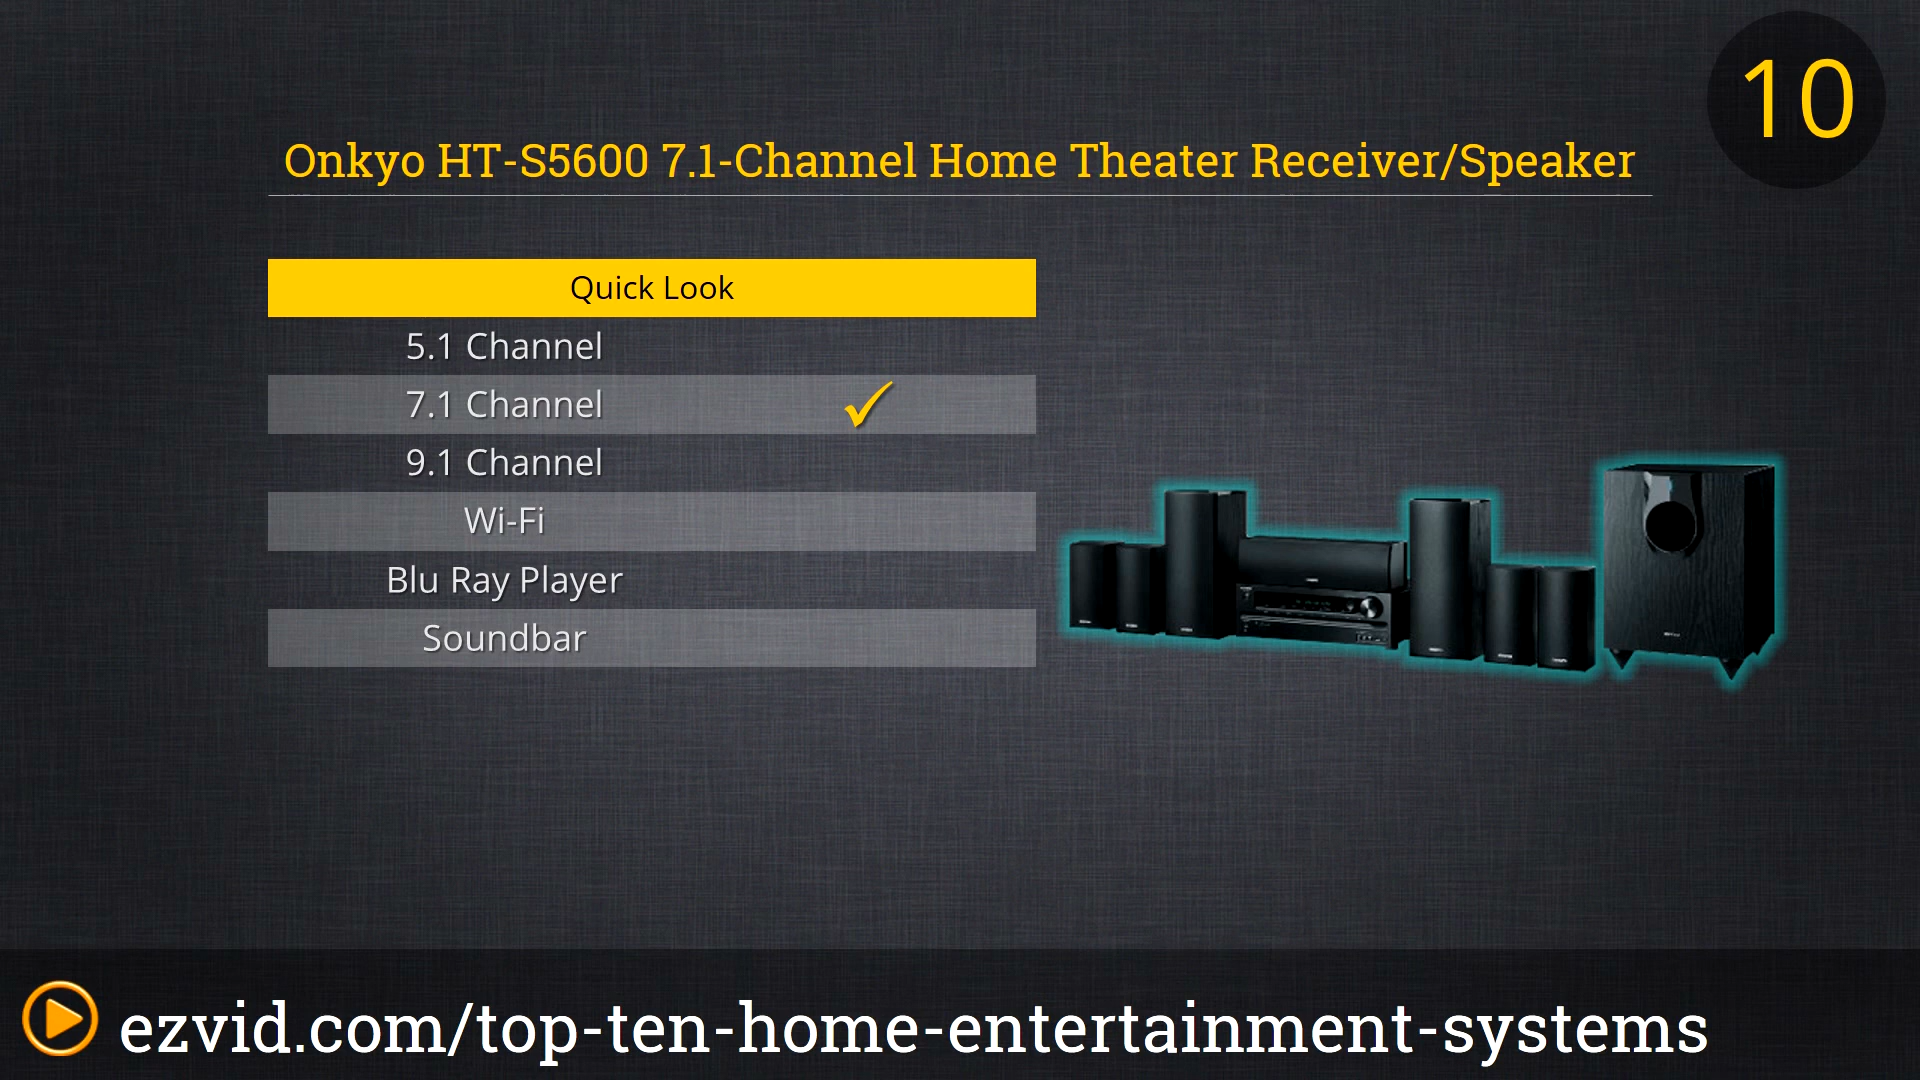 10
Onkyo HT-S5600 7.1-Channel Home Theater Receiver/Speaker
Quick Look
5.1 Channel
7.1 Channel
9.1 Channel
Wi-Fi
Blu Ray Player
Soundbar
ezvid.com/top-ten-home-entertainment-systems